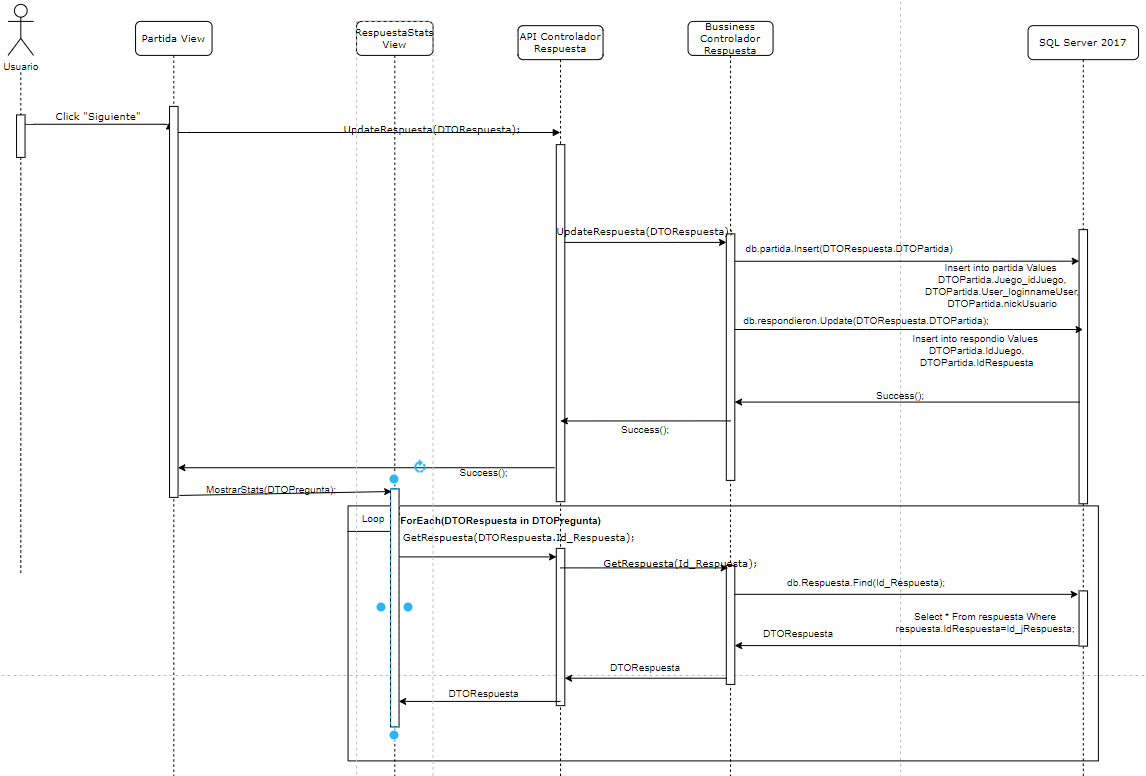 Usuario
Partida View
RespuestaStats
View
API Controlador
Respuesta
Bussiness
Controlador
Respuesta
SQL Server 2017
Click "Siguiente"
UpdateRespuesta(DTORespuesta);
UpdateRespuesta(DTORespuesta);
db.partida.Insert(DTORespuesta.DTOPartida)
Insert into partida Values
DTOPartida.Juego_idJuego,
DTOPartida.User_loginnameUser,
DTOPartida.nickUsuario
db.respondieron.Update(DTORespuesta.DTOPartida);
Insert into respondio Values
DTOPartida.IdJuego,
DTOPartida.IdRespuesta
Success();
Success();
Success();
MostrarStats(DTOPregunta);
Loop
ForEach(DTORespuesta in DTOPregunta)
GetRespuesta(DTORespuesta.Id_Respuesta);
GetRespuesta(Id_Respuesta);
db.Respuesta.Find(Id_Respuesta);
Select * From respuesta Where
respuesta.IdRespuesta=Id_jRespuesta;
DTORespuesta
DTORespuesta
DTORespuesta